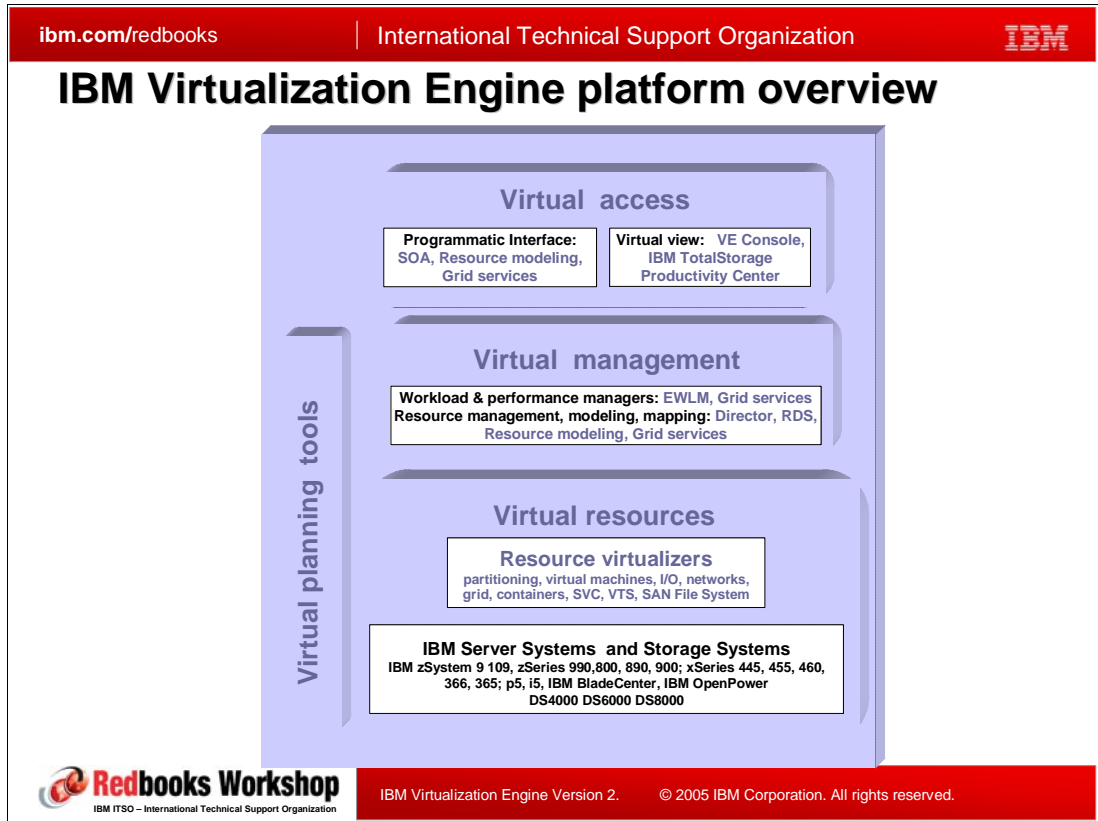 ibm.com/redbooks
International Technical Support Organization
IBM
IBM Virtualization Engine platform overview
Virtual access
Programmatic Interface:
SOA, Resource modeling,
Grid services
Virtual view: VE Console,
IBM TotalStorage
Productivity Center
Virtual planning tools
Virtual management
Workload & performance managers: EWLM, Grid services
Resource management, modeling, mapping: Director, RDS,
Resource modeling, Grid services
Virtual resources
Resource virtualizers
partitioning, virtual machines, I/O, networks,
grid, containers, SVC, VTS, SAN File System
IBM Server Systems and Storage Systems
IBM zSystem 9 109, zSeries 990,800, 890, 900; xSeries 445, 455, 460,
366, 365; p5, i5, IBM BladeCenter, IBM OpenPower
DS4000 DS6000 DS8000
Redbooks Workshop
IBM ITSO – International Technical Support Organization
IBM Virtualization Engine Version 2. © 2005 IBM Corporation. All rights reserved.